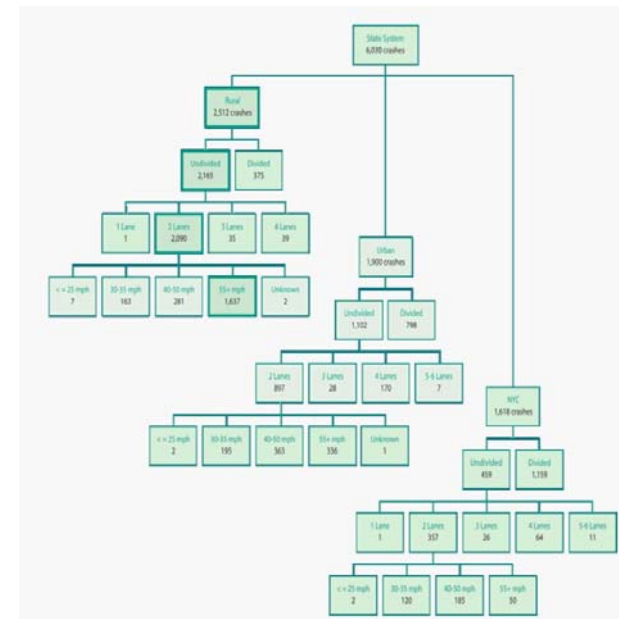 State System
6,030 crashes
Rural
2,512 crashes
Undivided
2,165
Divided
375
1 Lane
1
2 Lanes
2,090
3 Lanes
35
4 Lanes
39
< = 25 mph
7
30-35 mph
163
40-50 mph
281
55+ mph
1,637
Unknown
2
Urban
1,900 crashes
Undivided
1,102
Divided
798
2 Lanes
897
3 Lanes
28
4 Lanes
170
5-6 Lanes
7
< = 25 mph
2
30-35 mph
195
40-50 mph
363
55+ mph
336
Unknown
1
NYC
1,618 crashes
Undivided
459
Divided
1,159
1 Lane
1
2 Lanes
357
3 Lanes
26
4 Lanes
64
5-6 Lanes
11
< = 25 mph
2
30-35 mph
120
40-50 mph
185
55+ mph
50